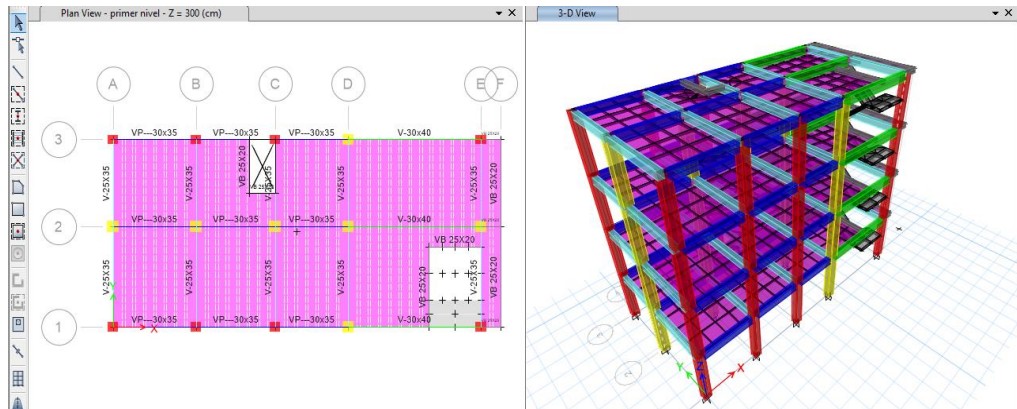 Plan View - primer nivel - Z = 300 (cm)
3-D View
A B C D E F
3
VP---30x35 VP---30x35 VP---30x35 V-30x40
V-25X35 V-25X35 VB 25X20 V-25X35 V-25X35 V-25X35 VB 25X20
2
VP---30x35 VP---30x35 VP---30x35 V-30x40
VB 25X20
V-25X35 V-25X35 V-25X35 V-25X35 VB 25X20 V-25X35 VB 25X20
1
VP---30x35 VP---30x35 VP---30x35 V-30x40
X
Y
Z
X
Y